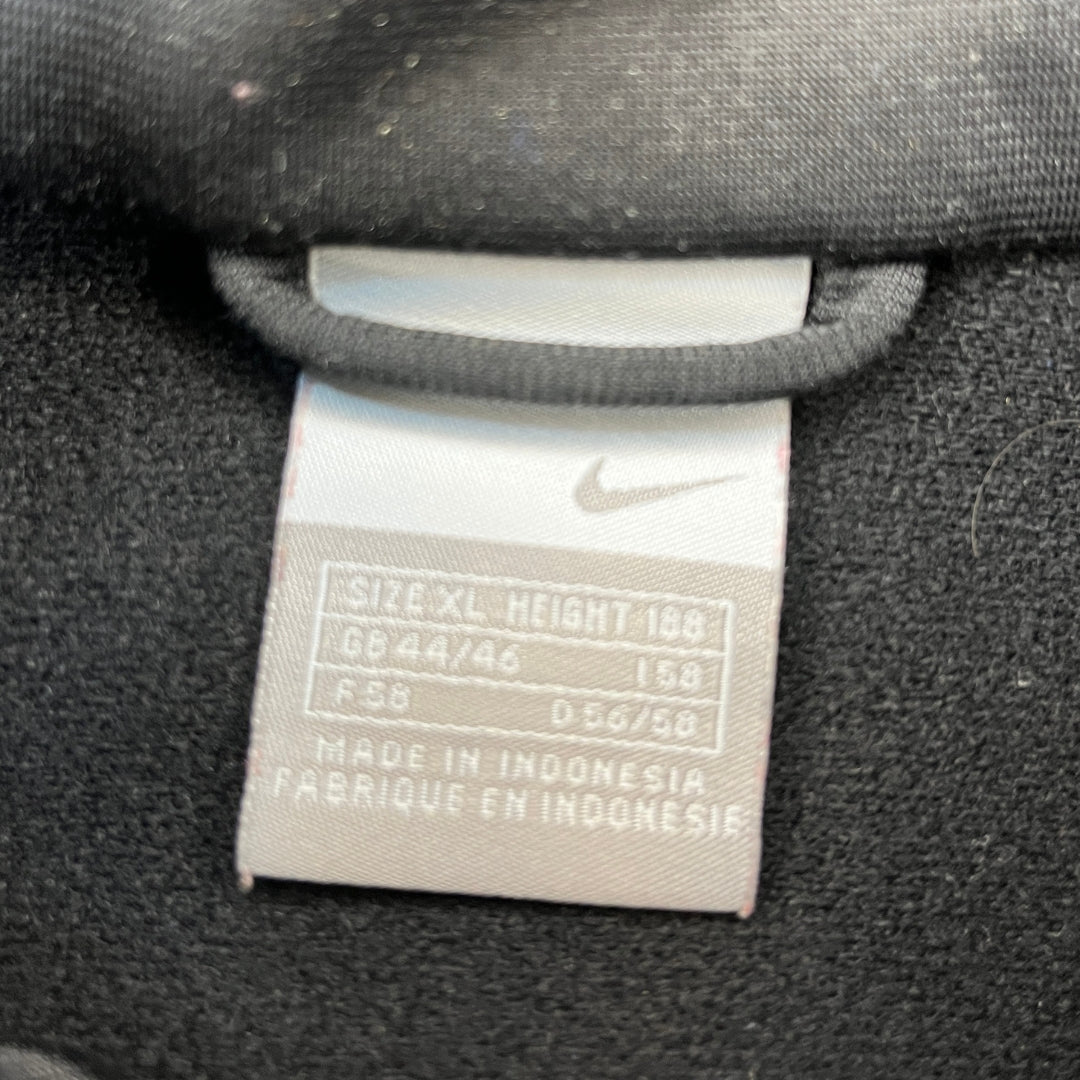 SIZE XL HEIGHT 188
GB 44/46 I 58
F 58 D 56/58
MADE IN INDONESIA
FABRIQUE EN INDONESIE